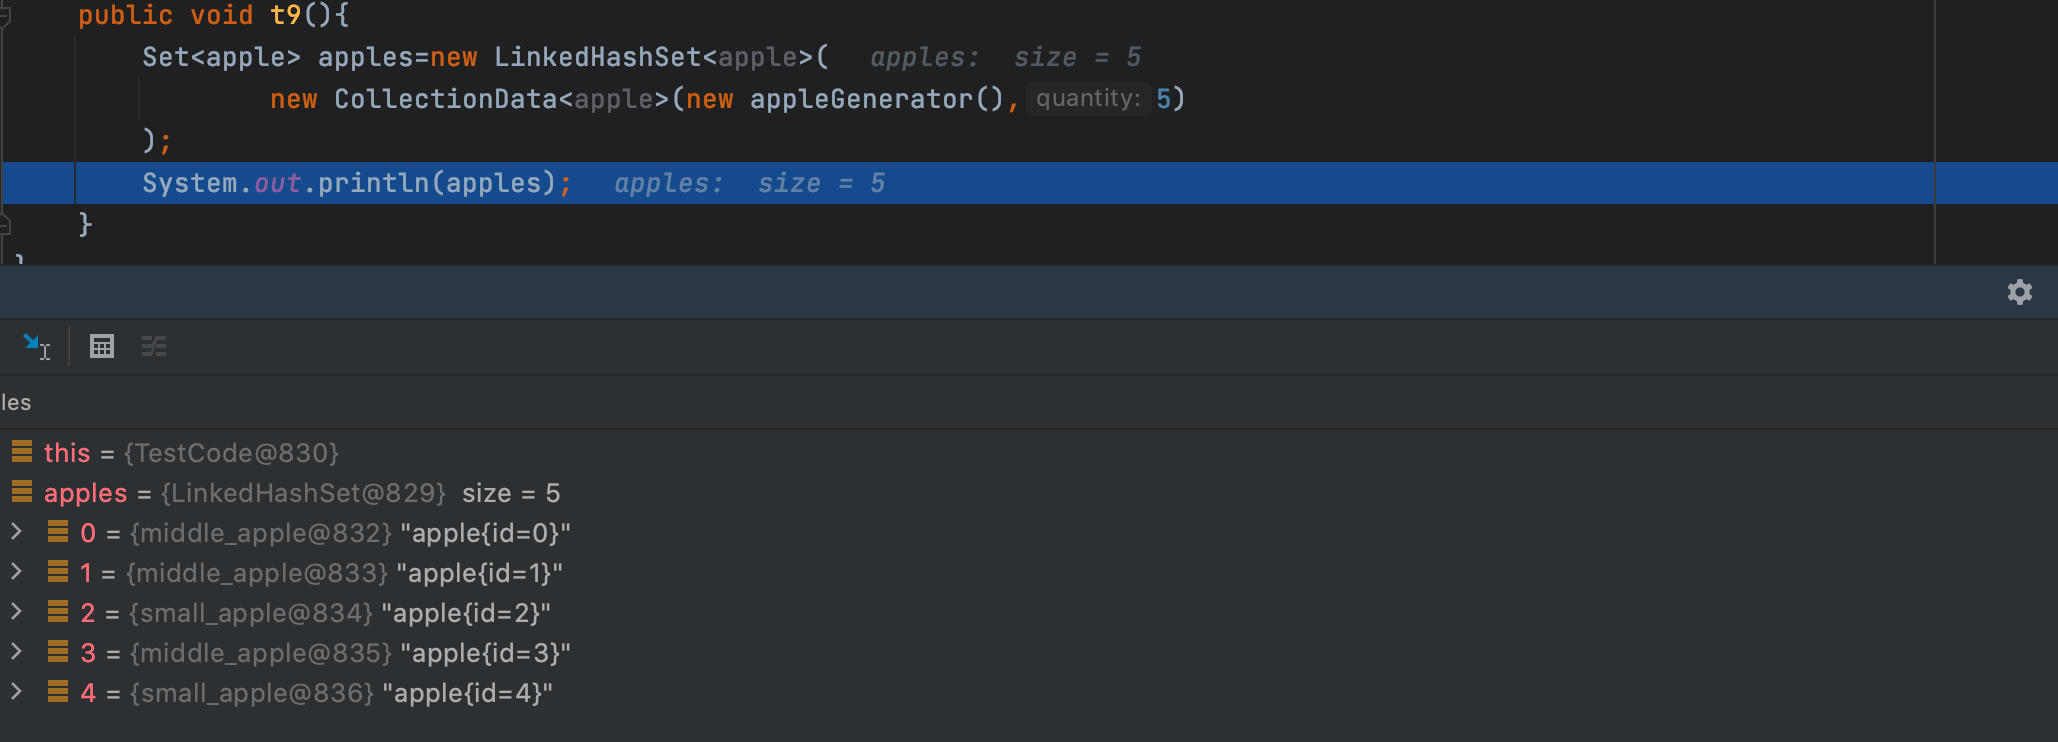 public void t9(){
Set<apple> apples=new LinkedHashSet<apple>( apples: size = 5
new CollectionData<apple>(new appleGenerator(), quantity: 5)
);
System.out.println(apples); apples: size = 5
}
}
les
this = {TestCode@830}
apples = {LinkedHashSet@829} size = 5
0 = {middle_apple@832} "apple{id=0}"
1 = {middle_apple@833} "apple{id=1}"
2 = {small_apple@834} "apple{id=2}"
3 = {middle_apple@835} "apple{id=3}"
4 = {small_apple@836} "apple{id=4}"